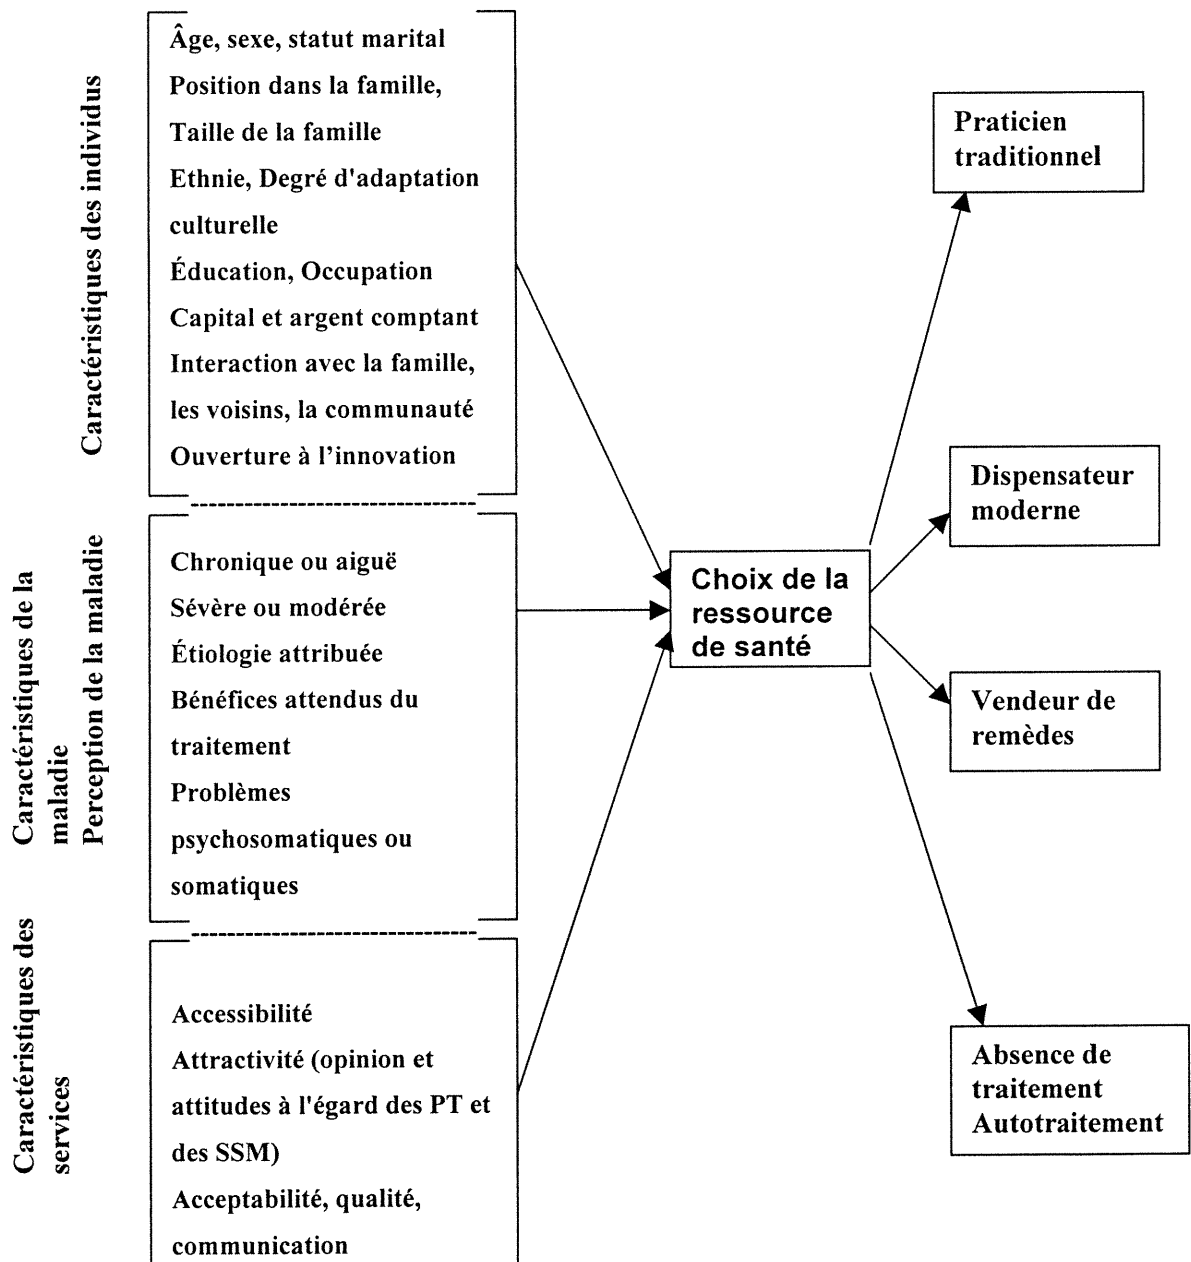 Caractéristiques des individus
Âge, sexe, statut marital
Position dans la famille,
Taille de la famille
Ethnie, Degré d'adaptation
culturelle
Éducation, Occupation
Capital et argent comptant
Interaction avec la famille,
les voisins, la communauté
Ouverture à l'innovation
Caractéristiques de la
maladie
Perception de la maladie
Chronique ou aiguë
Sévère ou modérée
Étiologie attribuée
Bénéfices attendus du
traitement
Problèmes
psychosomatiques ou
somatiques
Caractéristiques des
services
Accessibilité
Attractivité (opinion et
attitudes à l'égard des PT et
des SSM)
Acceptabilité, qualité,
communication
Choix de la
ressource
de santé
Praticien
traditionnel
Dispensateur
moderne
Vendeur de
remèdes
Absence de
traitement
Autotraitement